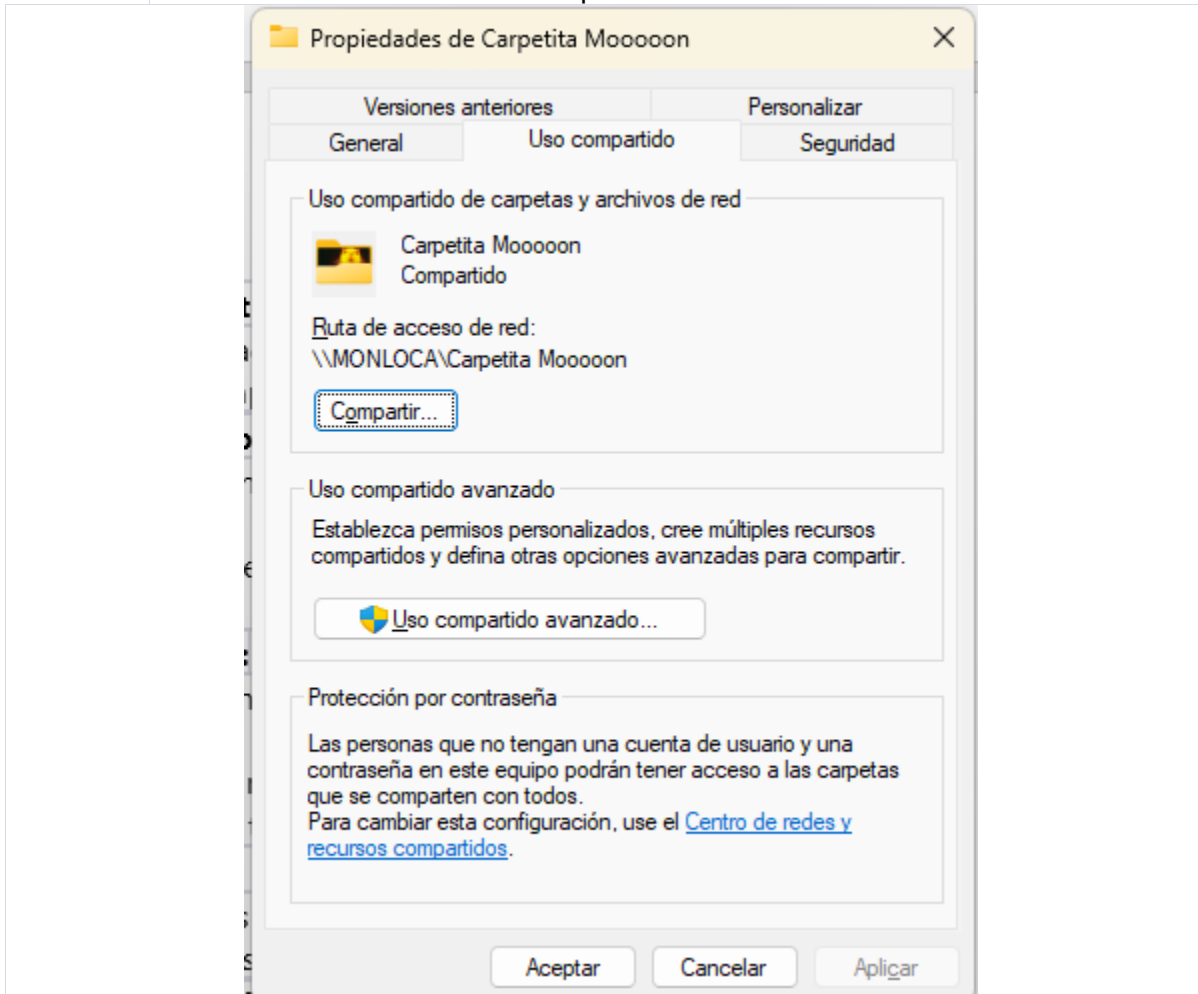 Propiedades de Carpetita Mooooon
Versiones anteriores
Personalizar
General
Uso compartido
Seguridad
Uso compartido de carpetas y archivos de red
Carpetita Mooooon
Compartido
Ruta de acceso de red:
\\MONLOCA\Carpetita Mooooon
Compartir...
Uso compartido avanzado
Establezca permisos personalizados, cree múltiples recursos
compartidos y defina otras opciones avanzadas para compartir.
Uso compartido avanzado...
Protección por contraseña
Las personas que no tengan una cuenta de usuario y una
contraseña en este equipo podrán tener acceso a las carpetas
que se comparten con todos.
Para cambiar esta configuración, use el Centro de redes y
recursos compartidos.
Aceptar
Cancelar
Aplicar